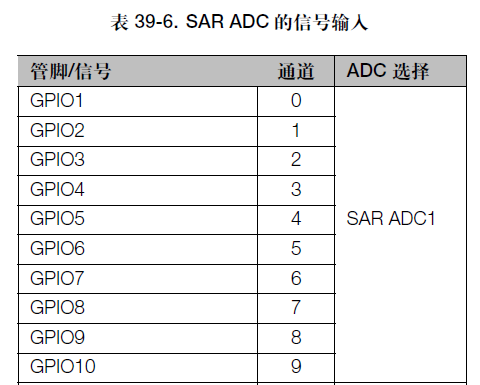 表 39-6. SAR ADC 的信号输入
管脚/信号 通道 ADC 选择
GPIO1 0
GPIO2 1
GPIO3 2
GPIO4 3
GPIO5 4 SAR ADC1
GPIO6 5
GPIO7 6
GPIO8 7
GPIO9 8
GPIO10 9